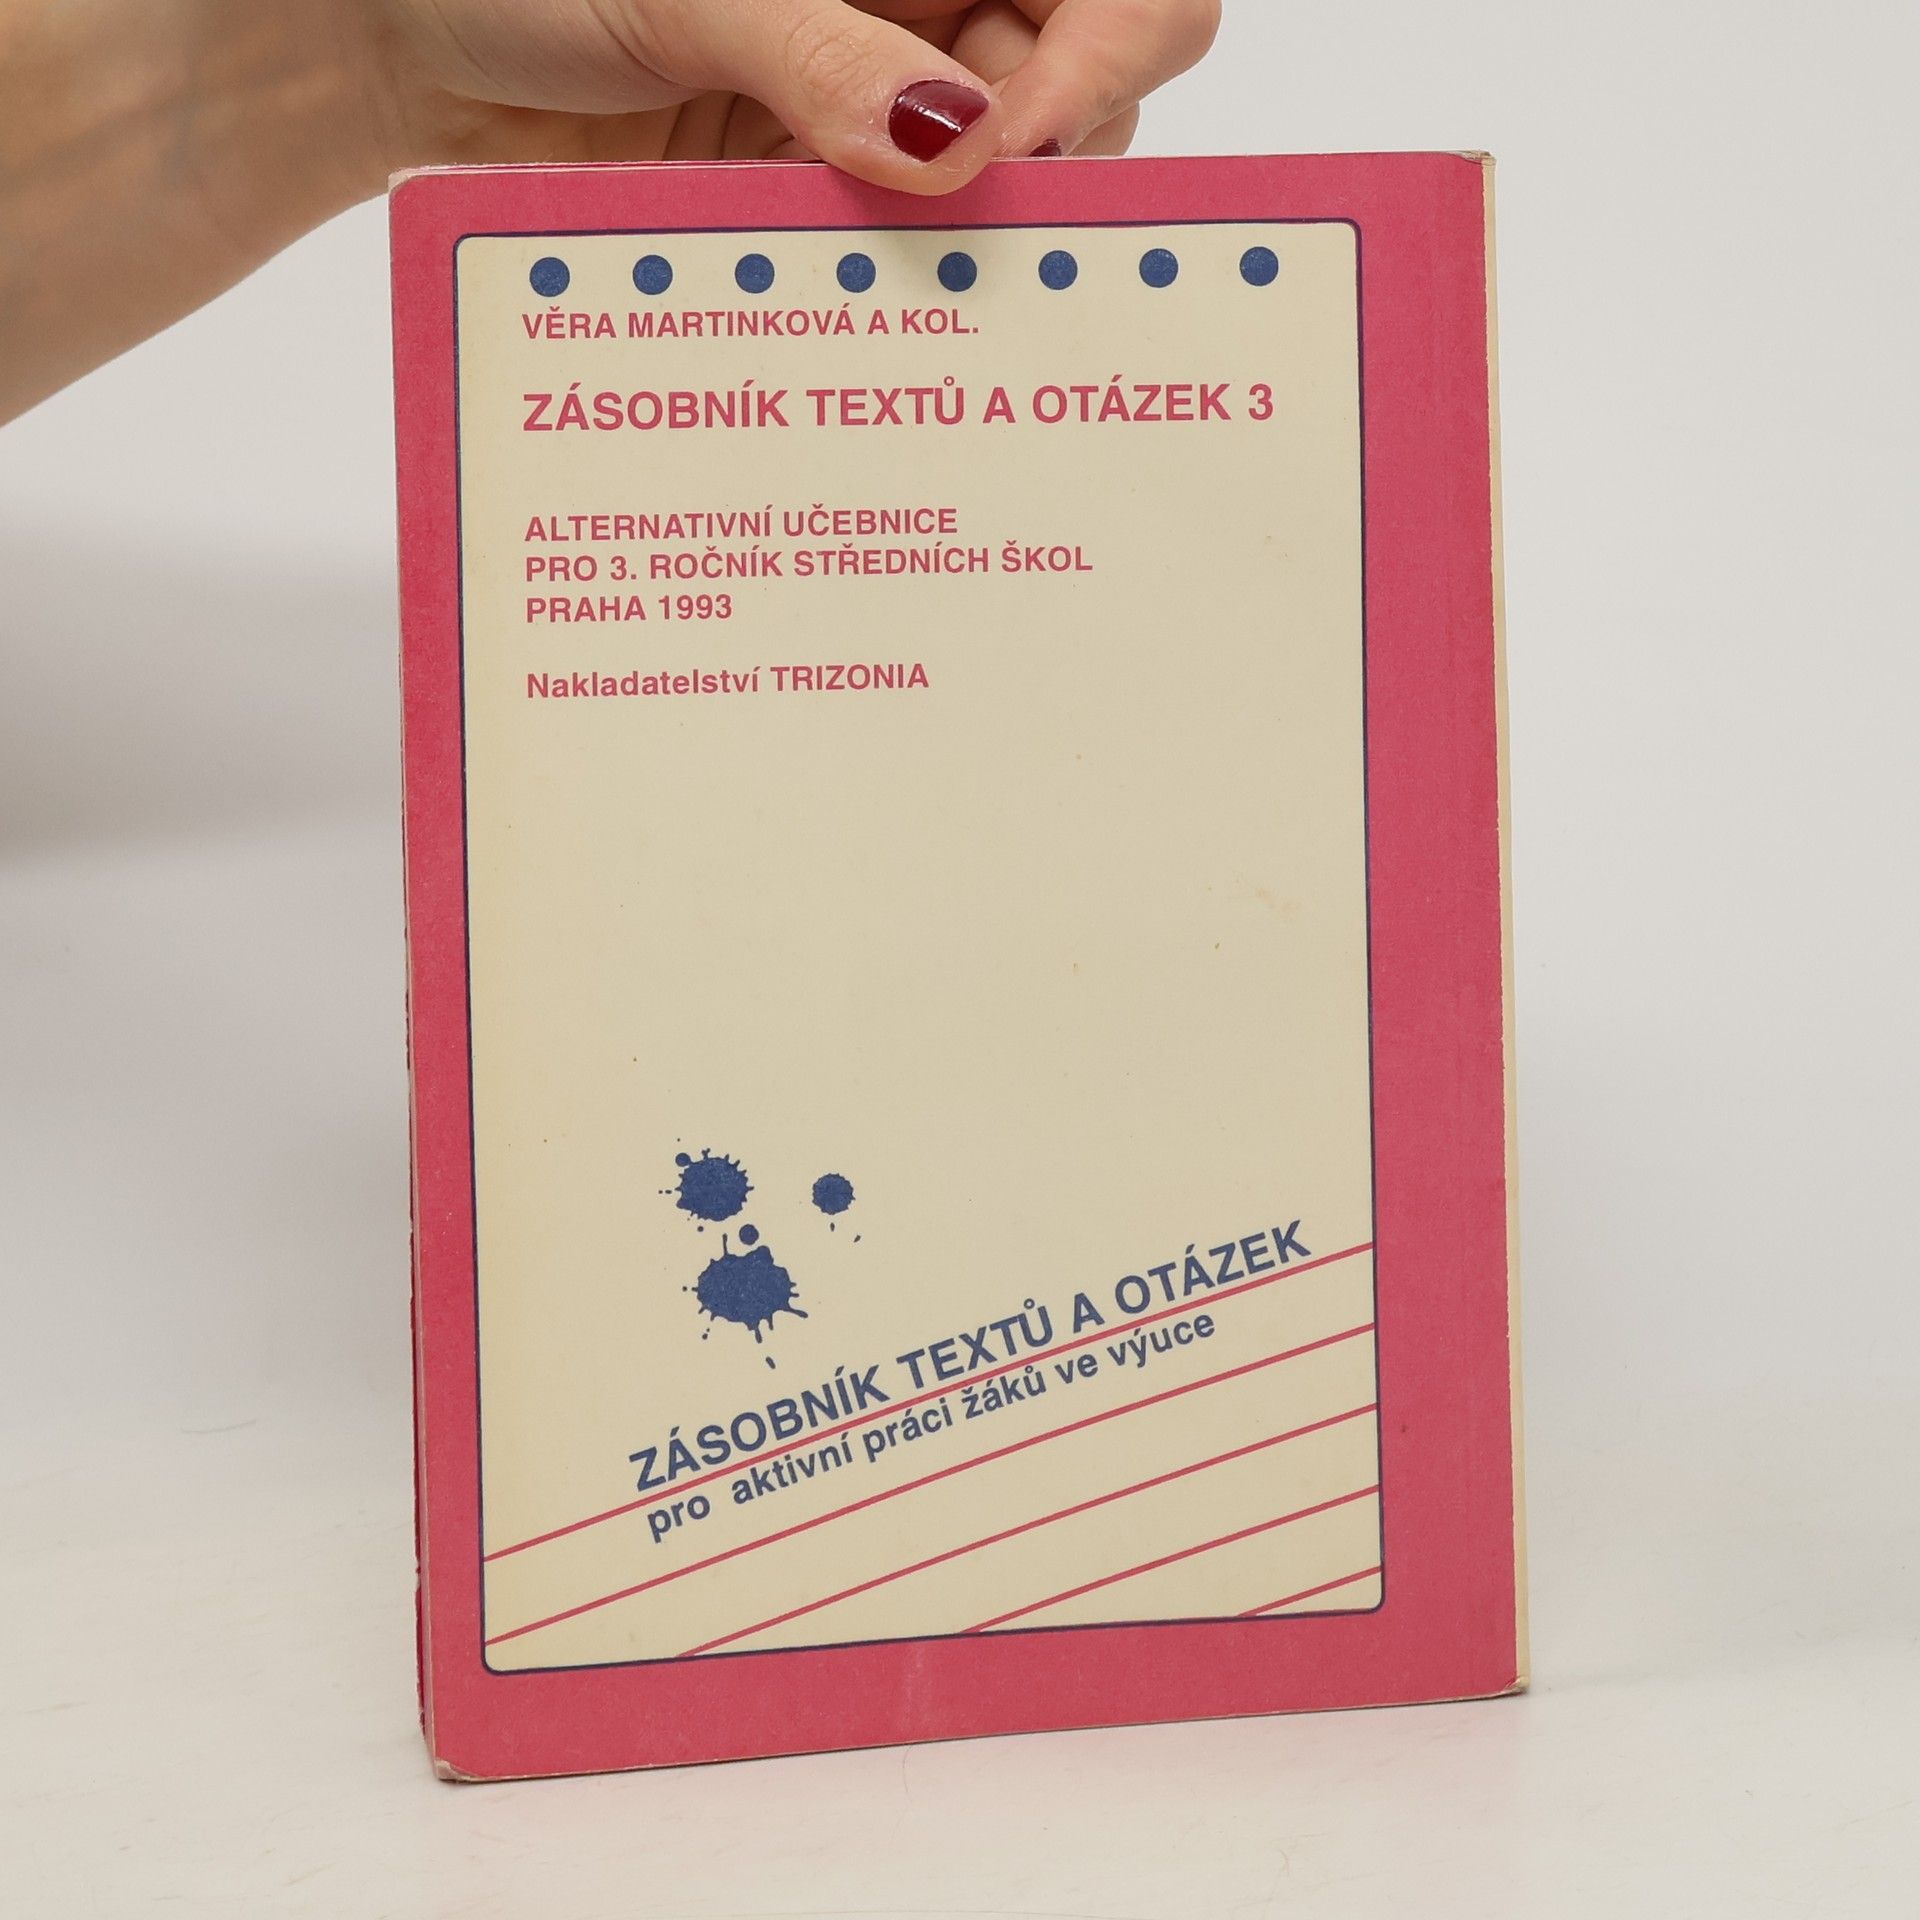 VĚRA MARTINKOVÁ A KOL.
ZÁSOBNÍK TEXTŮ A OTÁZEK 3
ALTERNATIVNÍ UČEBNICE
PRO 3. ROČNÍK STŘEDNÍCH ŠKOL
PRAHA 1993
Nakladatelství TRIZONIA
ZÁSOBNÍK TEXTŮ A OTÁZEK
pro aktivní práci žáků ve výuce